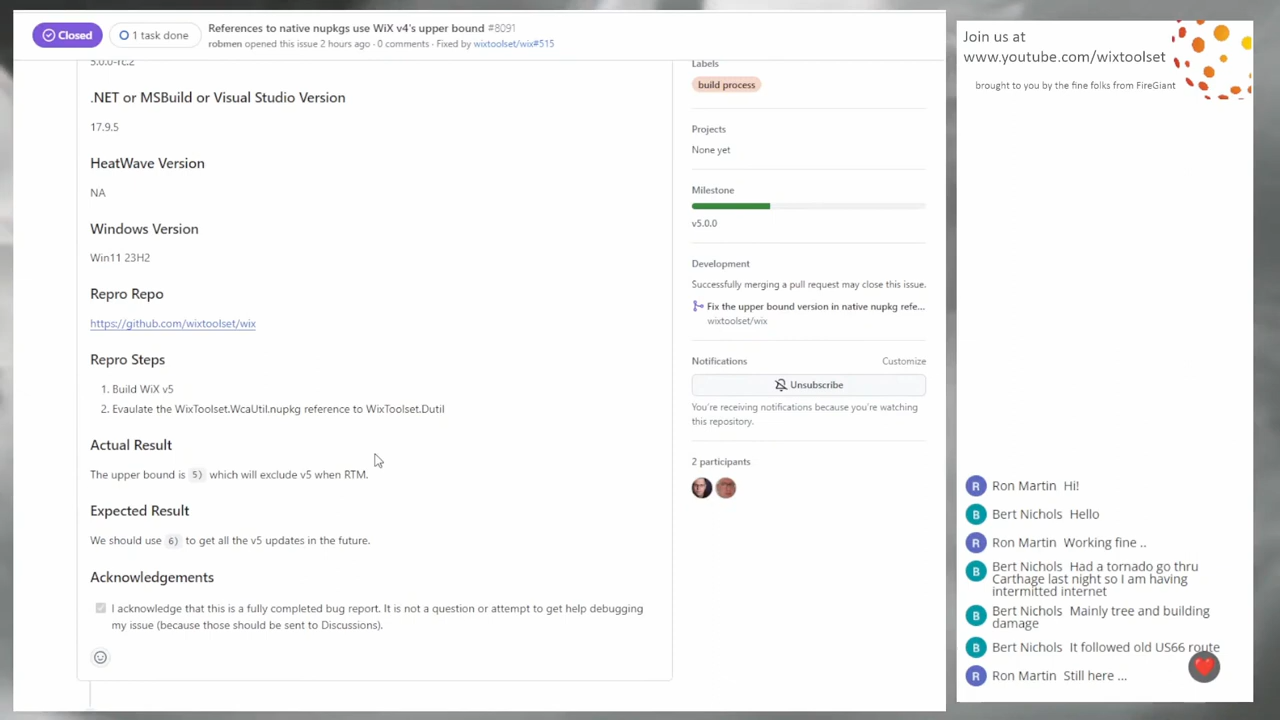 Closed
1 task done
References to native nupkgs use WiX v4's upper bound #8091
robmen opened this issue 2 hours ago · 0 comments · Fixed by wixtoolset/wix#515
5.0.0-rc.2
.NET or MSBuild or Visual Studio Version
17.9.5
HeatWave Version
NA
Windows Version
Win11 23H2
Repro Repo
https://github.com/wixtoolset/wix
Repro Steps
1. Build WiX v5
2. Evaulate the WixToolset.WcaUtil.nupkg reference to WixToolset.Dutil
Actual Result
The upper bound is 5) which will exclude v5 when RTM.
Expected Result
We should use 6) to get all the v5 updates in the future.
Acknowledgements
I acknowledge that this is a fully completed bug report. It is not a question or attempt to get help debugging
my issue (because those should be sent to Discussions).
Labels
build process
Projects
None yet
Milestone
v5.0.0
Development
Successfully merging a pull request may close this issue.
Fix the upper bound version in native nupkg refe...
wixtoolset/wix
Notifications
Customize
Unsubscribe
You're receiving notifications because you're watching
this repository.
2 participants
Join us at
www.youtube.com/wixtoolset
brought to you by the fine folks from FireGiant
R Ron Martin Hi!
B Bert Nichols Hello
R Ron Martin Working fine ..
B Bert Nichols Had a tornado go thru
Carthage last night so I am having
intermitted internet
B Bert Nichols Mainly tree and building
damage
B Bert Nichols It followed old US66 route
R Ron Martin Still here ...